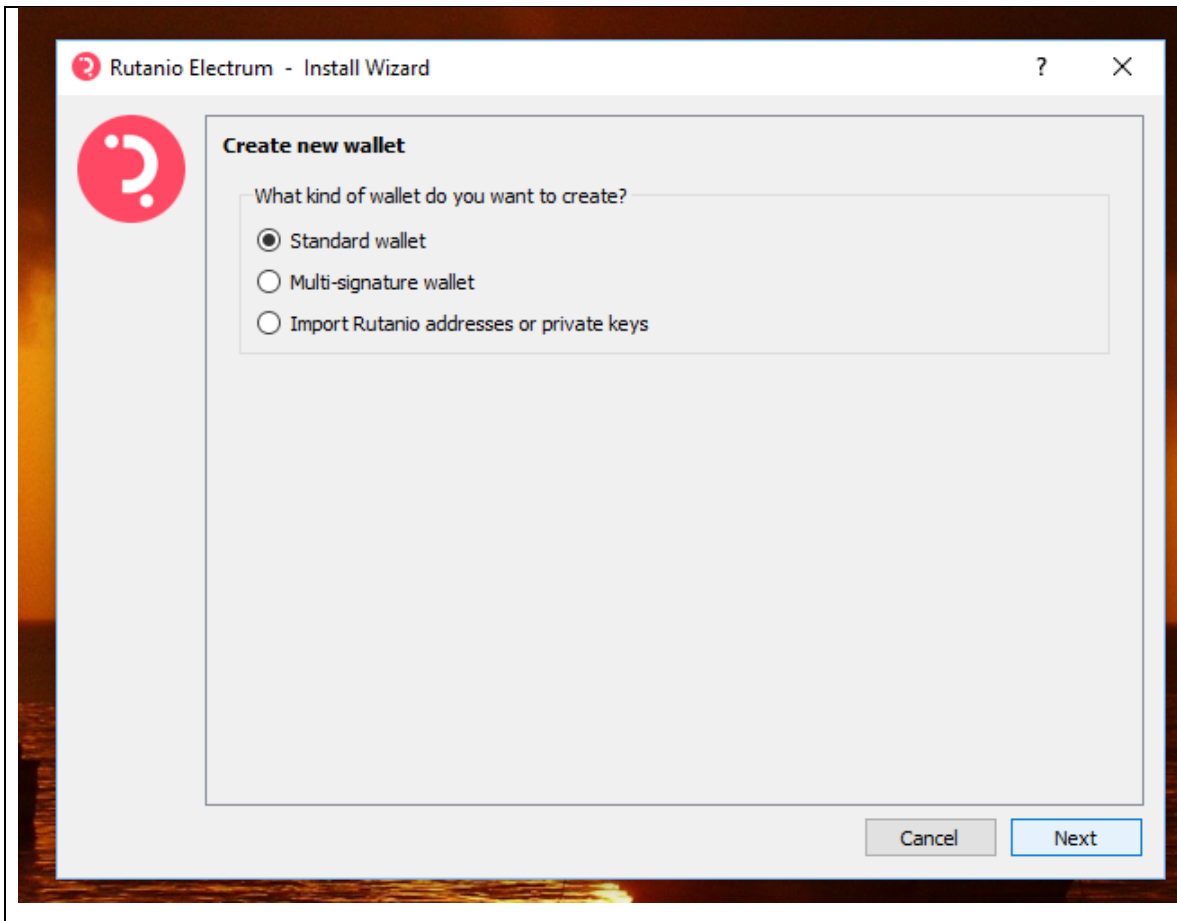 Rutanio Electrum - Install Wizard
Create new wallet
What kind of wallet do you want to create?
Standard wallet
Multi-signature wallet
Import Rutanio addresses or private keys
Cancel
Next